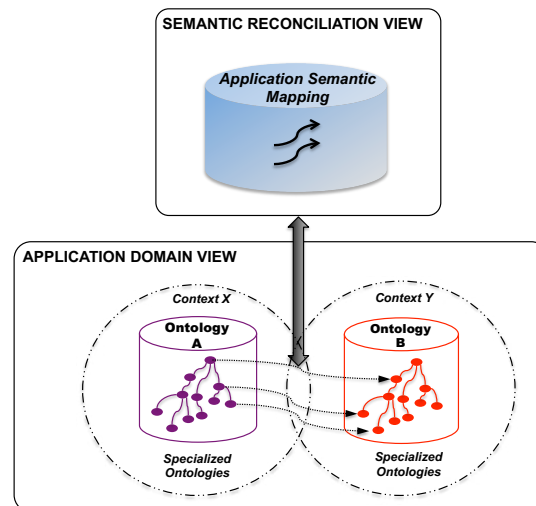 SEMANTIC RECONCILIATION VIEW
Application Semantic
Mapping
APPLICATION DOMAIN VIEW
Context X
Context Y
Ontology
A
Ontology
B
Specialized
Ontologies
Specialized
Ontologies